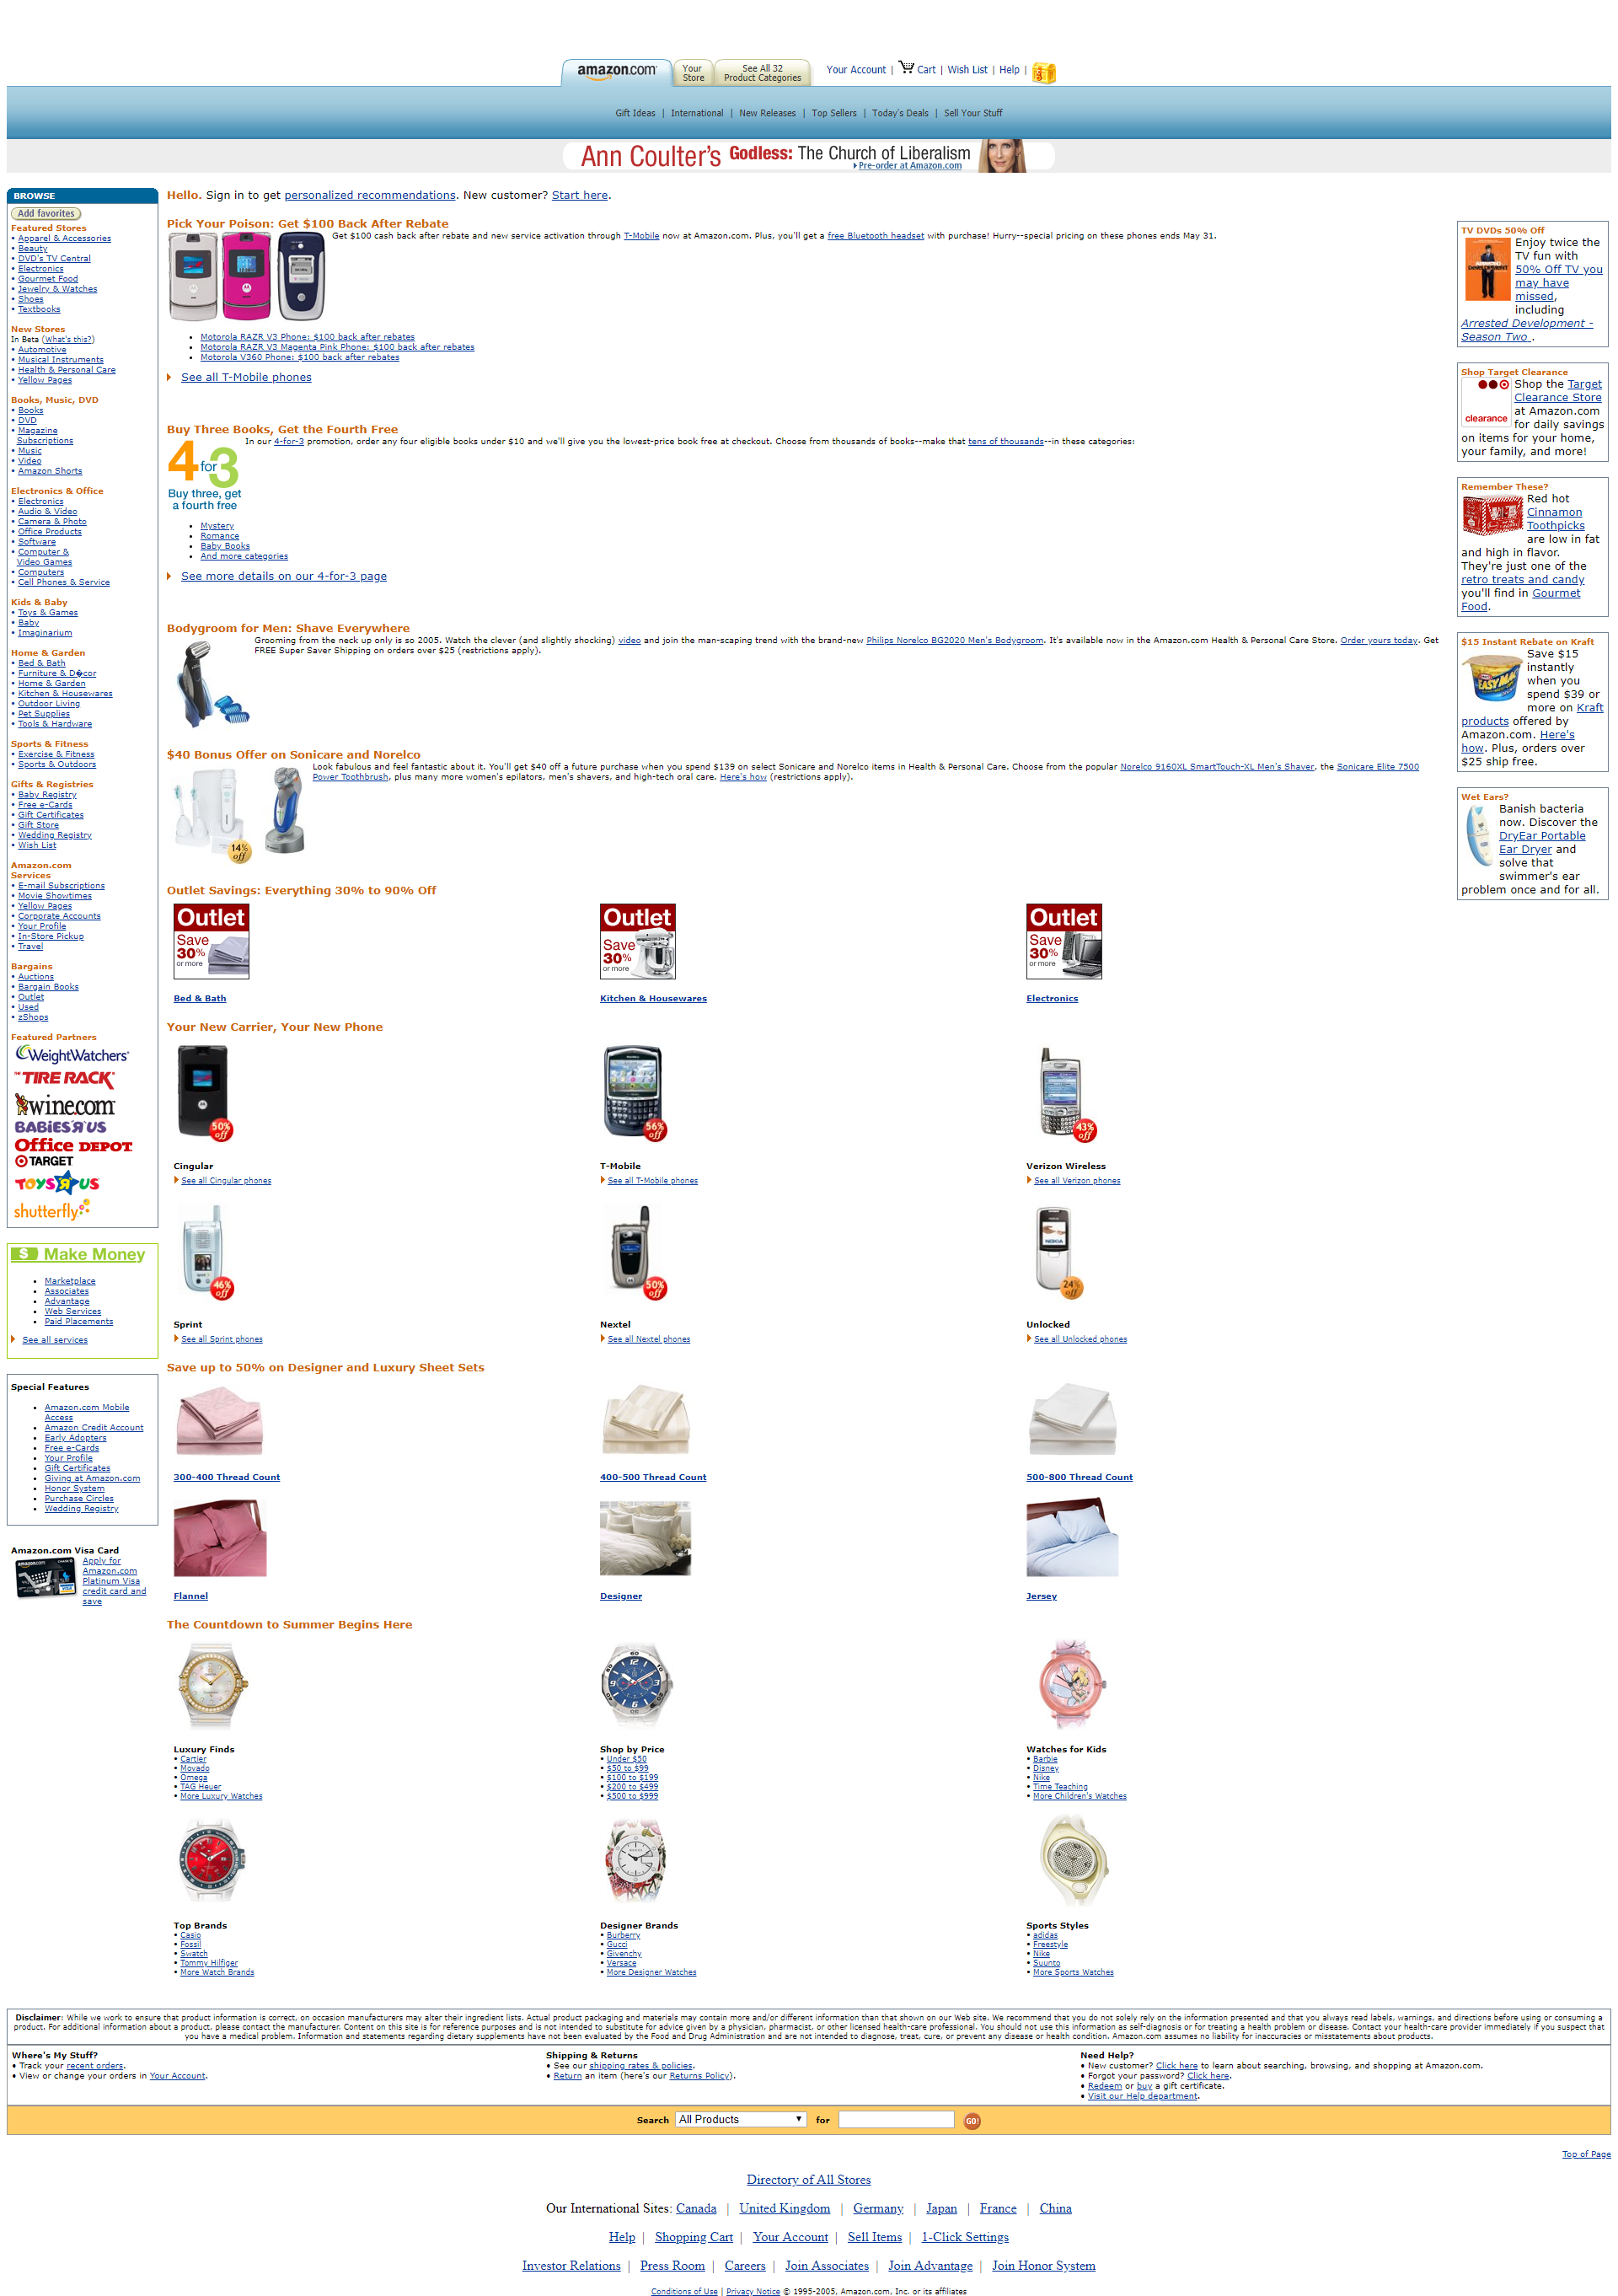 amazon.com
Your
Store
See All 32
Product Categories
Your Account | Cart | Wish List | Help |
Gift Ideas | International | New Releases | Top Sellers | Today's Deals | Sell Your Stuff
Ann Coulter's Godless: The Church of Liberalism
Pre-order at Amazon.com
BROWSE
Add favorites
Featured Stores
• Apparel & Accessories
• Beauty
• DVD's TV Central
• Electronics
• Gourmet Food
• Jewelry & Watches
• Shoes
• Textbooks
New Stores
In Beta (What's this?)
• Automotive
• Musical Instruments
• Health & Personal Care
• Yellow Pages
Books, Music, DVD
• Books
• DVD
• Magazine
Subscriptions
• Music
• Video
• Amazon Shorts
Electronics & Office
• Electronics
• Audio & Video
• Camera & Photo
• Office Products
• Software
• Computer &
Video Games
• Computers
• Cell Phones & Service
Kids & Baby
• Toys & Games
• Baby
• Imaginarium
Home & Garden
• Bed & Bath
• Furniture & D�cor
• Home & Garden
• Kitchen & Housewares
• Outdoor Living
• Pet Supplies
• Tools & Hardware
Sports & Fitness
• Exercise & Fitness
• Sports & Outdoors
Gifts & Registries
• Baby Registry
• Free e-Cards
• Gift Certificates
• Gift Store
• Wedding Registry
• Wish List
Amazon.com
Services
• E-mail Subscriptions
• Movie Showtimes
• Yellow Pages
• Corporate Accounts
• Your Profile
• In-Store Pickup
• Travel
Bargains
• Auctions
• Bargain Books
• Outlet
• Used
• zShops
Featured Partners
WeightWatchers
THE TIRE RACK
wine.com
BABIES"R"US
Office DEPOT
TARGET
TOYS"R"US
shutterfly
$ Make Money
• Marketplace
• Associates
• Advantage
• Web Services
• Paid Placements
See all services
Special Features
• Amazon.com Mobile
Access
• Amazon Credit Account
• Early Adopters
• Free e-Cards
• Your Profile
• Gift Certificates
• Giving at Amazon.com
• Honor System
• Purchase Circles
• Wedding Registry
Amazon.com Visa Card
Apply for
Amazon.com
Platinum Visa
credit card and
save
Hello. Sign in to get personalized recommendations. New customer? Start here.
Pick Your Poison: Get $100 Back After Rebate
Get $100 cash back after rebate and new service activation through T-Mobile now at Amazon.com. Plus, you'll get a free Bluetooth headset with purchase! Hurry--special pricing on these phones ends May 31.
• Motorola RAZR V3 Phone: $100 back after rebates
• Motorola RAZR V3 Magenta Pink Phone: $100 back after rebates
• Motorola V360 Phone: $100 back after rebates
See all T-Mobile phones
Buy Three Books, Get the Fourth Free
4 for 3
Buy three, get
a fourth free
In our 4-for-3 promotion, order any four eligible books under $10 and we'll give you the lowest-price book free at checkout. Choose from thousands of books--make that tens of thousands--in these categories:
• Mystery
• Romance
• Baby Books
• And more categories
See more details on our 4-for-3 page
Bodygroom for Men: Shave Everywhere
Grooming from the neck up only is so 2005. Watch the clever (and slightly shocking) video and join the man-scaping trend with the brand-new Philips Norelco BG2020 Men's Bodygroom. It's available now in the Amazon.com Health & Personal Care Store. Order yours today. Get
FREE Super Saver Shipping on orders over $25 (restrictions apply).
$40 Bonus Offer on Sonicare and Norelco
Look fabulous and feel fantastic about it. You'll get $40 off a future purchase when you spend $139 on select Sonicare and Norelco items in Health & Personal Care. Choose from the popular Norelco 9160XL SmartTouch-XL Men's Shaver, the Sonicare Elite 7500
Power Toothbrush, plus many more women's epilators, men's shavers, and high-tech oral care. Here's how (restrictions apply).
14%
off
Outlet Savings: Everything 30% to 90% Off
Outlet
Save
30%
or more
Bed & Bath
Outlet
Save
30%
or more
Kitchen & Housewares
Outlet
Save
30%
or more
Electronics
Your New Carrier, Your New Phone
50%
off
Cingular
See all Cingular phones
56%
off
T-Mobile
See all T-Mobile phones
43%
off
Verizon Wireless
See all Verizon phones
46%
off
Sprint
See all Sprint phones
50%
off
Nextel
See all Nextel phones
NOKIA
24%
off
Unlocked
See all Unlocked phones
Save up to 50% on Designer and Luxury Sheet Sets
300-400 Thread Count
400-500 Thread Count
500-800 Thread Count
Flannel
Designer
Jersey
The Countdown to Summer Begins Here
Luxury Finds
• Cartier
• Movado
• Omega
• TAG Heuer
• More Luxury Watches
Shop by Price
• Under $50
• $50 to $99
• $100 to $199
• $200 to $499
• $500 to $999
Watches for Kids
• Barbie
• Disney
• Nike
• Time Teaching
• More Children's Watches
Top Brands
• Casio
• Fossil
• Swatch
• Tommy Hilfiger
• More Watch Brands
Designer Brands
• Burberry
• Gucci
• Givenchy
• Versace
• More Designer Watches
Sports Styles
• adidas
• Freestyle
• Nike
• Suunto
• More Sports Watches
TV DVDs 50% Off
Enjoy twice the
TV fun with
50% Off TV you
may have
missed,
including
Arrested Development -
Season Two .
Shop Target Clearance
clearance
Shop the Target
Clearance Store
at Amazon.com
for daily savings
on items for your home,
your family, and more!
Remember These?
Red hot
Cinnamon
Toothpicks
are low in fat
and high in flavor.
They're just one of the
retro treats and candy
you'll find in Gourmet
Food.
$15 Instant Rebate on Kraft
EASY MAC
Save $15
instantly
when you
spend $39 or
more on Kraft
products offered by
Amazon.com. Here's
how. Plus, orders over
$25 ship free.
Wet Ears?
Banish bacteria
now. Discover the
DryEar Portable
Ear Dryer and
solve that
swimmer's ear
problem once and for all.
Disclaimer: While we work to ensure that product information is correct, on occasion manufacturers may alter their ingredient lists. Actual product packaging and materials may contain more and/or different information than that shown on our Web site. We recommend that you do not solely rely on the information presented and that you always read labels, warnings, and directions before using or consuming a
product. For additional information about a product, please contact the manufacturer. Content on this site is for reference purposes and is not intended to substitute for advice given by a physician, pharmacist, or other licensed health-care professional. You should not use this information as self-diagnosis or for treating a health problem or disease. Contact your health-care provider immediately if you suspect that
you have a medical problem. Information and statements regarding dietary supplements have not been evaluated by the Food and Drug Administration and are not intended to diagnose, treat, cure, or prevent any disease or health condition. Amazon.com assumes no liability for inaccuracies or misstatements about products.
Where's My Stuff?
• Track your recent orders.
• View or change your orders in Your Account.
Shipping & Returns
• See our shipping rates & policies.
• Return an item (here's our Returns Policy).
Need Help?
• New customer? Click here to learn about searching, browsing, and shopping at Amazon.com.
• Forgot your password? Click here.
• Redeem or buy a gift certificate.
• Visit our Help department.
Search All Products for GO!
Top of Page
Directory of All Stores
Our International Sites: Canada | United Kingdom | Germany | Japan | France | China
Help | Shopping Cart | Your Account | Sell Items | 1-Click Settings
Investor Relations | Press Room | Careers | Join Associates | Join Advantage | Join Honor System
Conditions of Use | Privacy Notice © 1995-2005, Amazon.com, Inc. or its affiliates